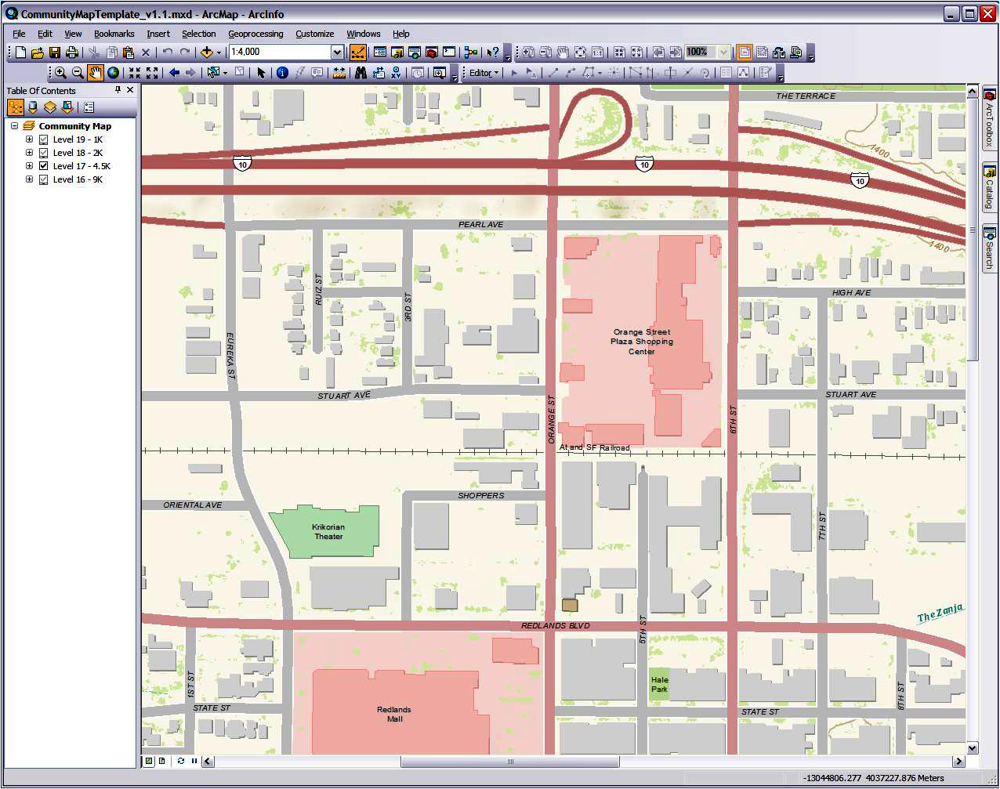 CommunityMapTemplate_v1.1.mxd - ArcMap - ArcInfo
File Edit View Bookmarks Insert Selection Geoprocessing Customize Windows Help
1:4,000
100%
Editor
Table Of Contents
Community Map
Level 19 - 1K
Level 18 - 2K
Level 17 - 4.5K
Level 16 - 9K
ArcToolbox
Catalog
Search
THE TERRACE
1400
10
10
10
PEARL AVE
1400
RUIZ ST
3RD ST
HIGH AVE
EUREKA ST
Orange Street
Plaza Shopping
Center
STUART AVE
STUART AVE
ORANGE ST
6TH ST
At and SF Railroad
SHOPPERS
ORIENTAL AVE
Krikorian
Theater
7TH ST
The Zanja
REDLANDS BLVD
5TH ST
1ST ST
Hale
Park
8TH ST
STATE ST
Redlands
Mall
STATE ST
-13044806.277 4037227.876 Meters